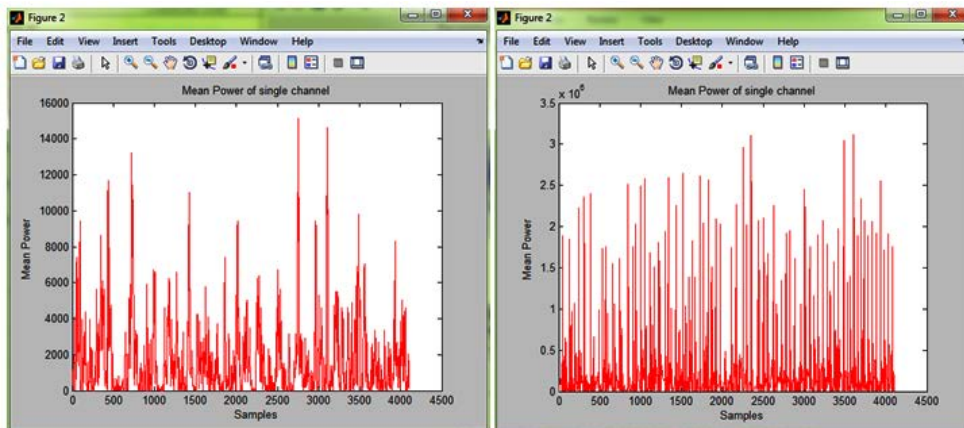 Figure 2
File Edit View Insert Tools Desktop Window Help
Mean Power of single channel
Mean Power
16000
14000
12000
10000
8000
6000
4000
2000
0
0 500 1000 1500 2000 2500 3000 3500 4000 4500
Samples
Figure 2
File Edit View Insert Tools Desktop Window Help
x 10^6
Mean Power of single channel
Mean Power
3.5
3
2.5
2
1.5
1
0.5
0
0 500 1000 1500 2000 2500 3000 3500 4000 4500
Samples